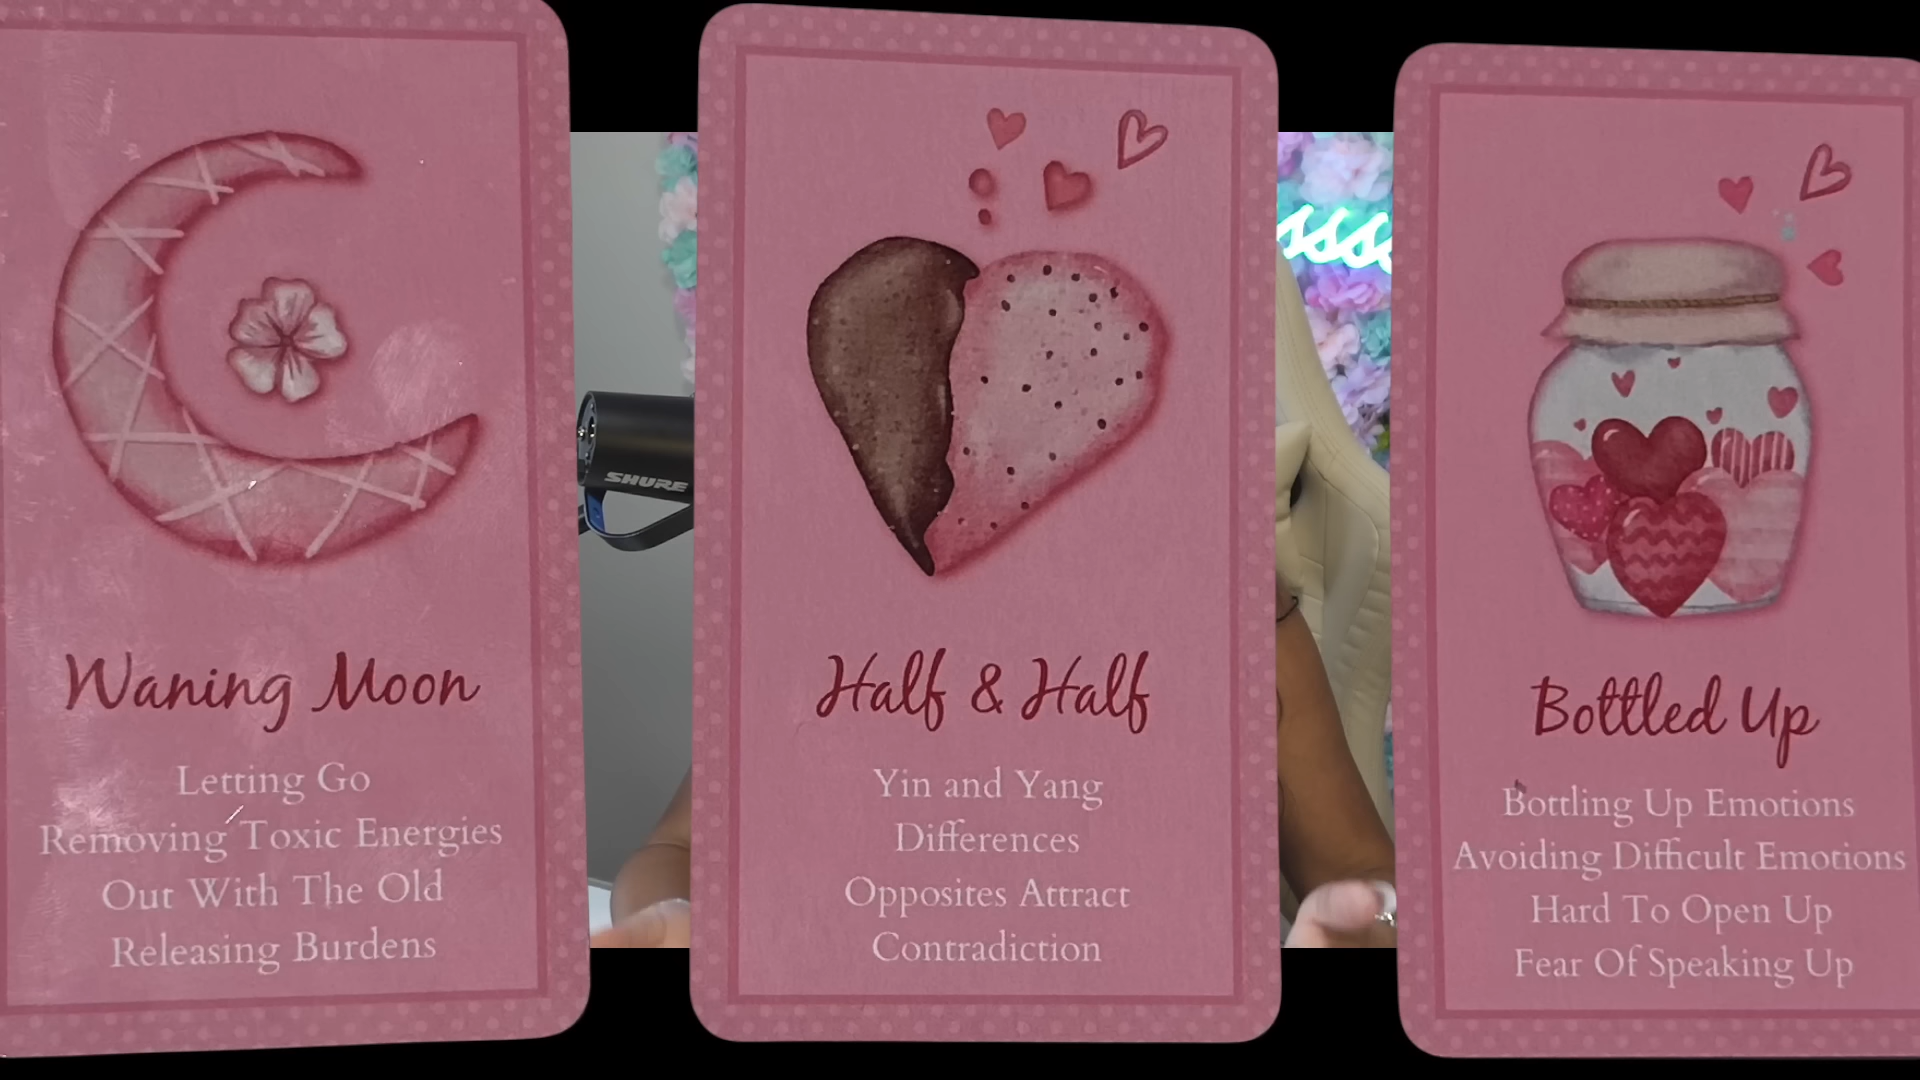 SHURE
ssss
Waning Moon
Letting Go
Removing Toxic Energies
Out With The Old
Releasing Burdens
Half & Half
Yin and Yang
Differences
Opposites Attract
Contradiction
Bottled Up
Bottling Up Emotions
Avoiding Difficult Emotions
Hard To Open Up
Fear Of Speaking Up